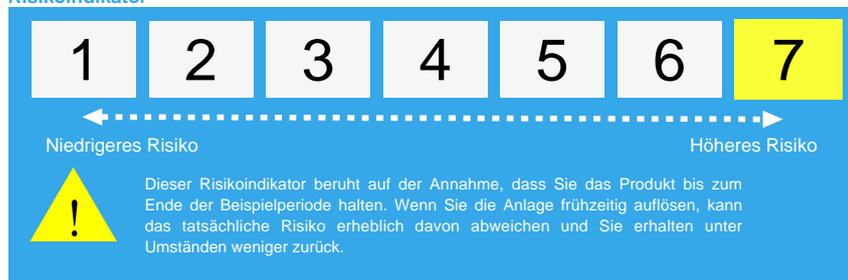 Risikoindikator
1 2 3 4 5 6 7
Niedrigeres Risiko Höheres Risiko
!
Dieser Risikoindikator beruht auf der Annahme, dass Sie das Produkt bis zum
Ende der Beispielperiode halten. Wenn Sie die Anlage frühzeitig auflösen, kann
das tatsächliche Risiko erheblich davon abweichen und Sie erhalten unter
Umständen weniger zurück.